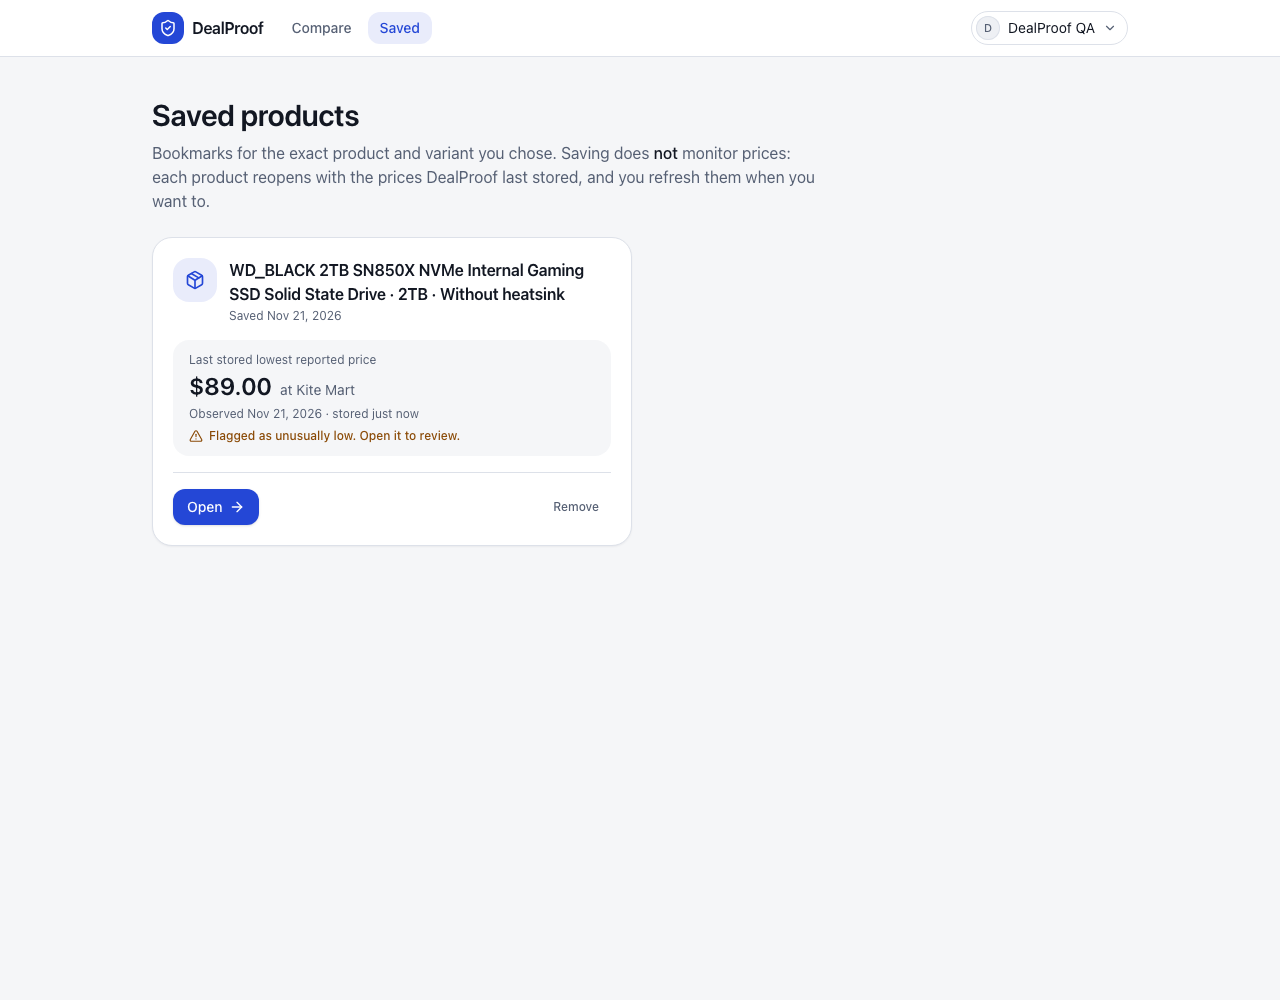 DealProof
Compare
Saved
D
DealProof QA
Saved products
Bookmarks for the exact product and variant you chose. Saving does not monitor prices:
each product reopens with the prices DealProof last stored, and you refresh them when you
want to.
WD_BLACK 2TB SN850X NVMe Internal Gaming
SSD Solid State Drive · 2TB · Without heatsink
Saved Nov 21, 2026
Last stored lowest reported price
$89.00 at Kite Mart
Observed Nov 21, 2026 · stored just now
Flagged as unusually low. Open it to review.
Open
Remove